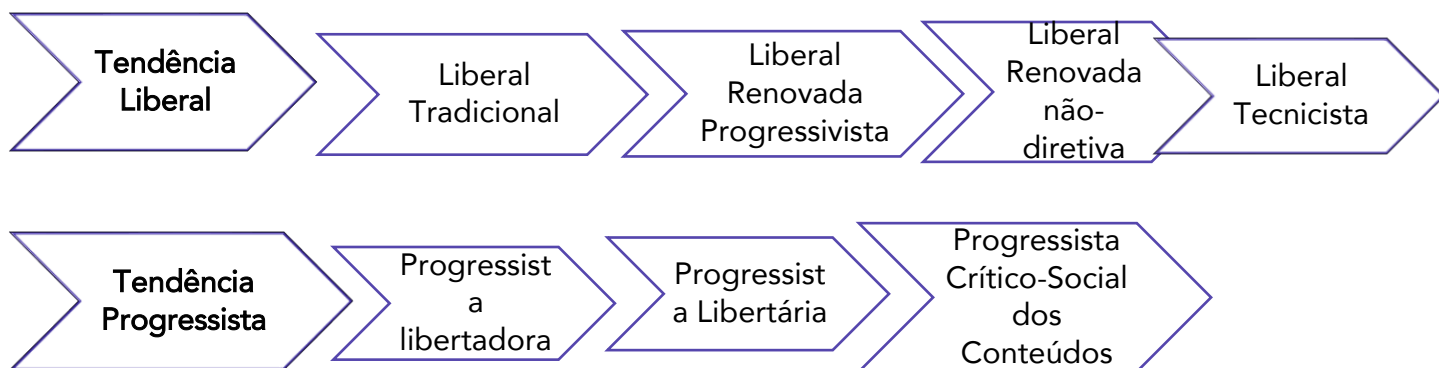 Tendência
Liberal
Liberal
Tradicional
Liberal
Renovada
Progressivista
Liberal
Renovada
não-
diretiva
Liberal
Tecnicista
Tendência
Progressista
Progressist
a
libertadora
Progressist
a Libertária
Progressista
Crítico-Social
dos
Conteúdos